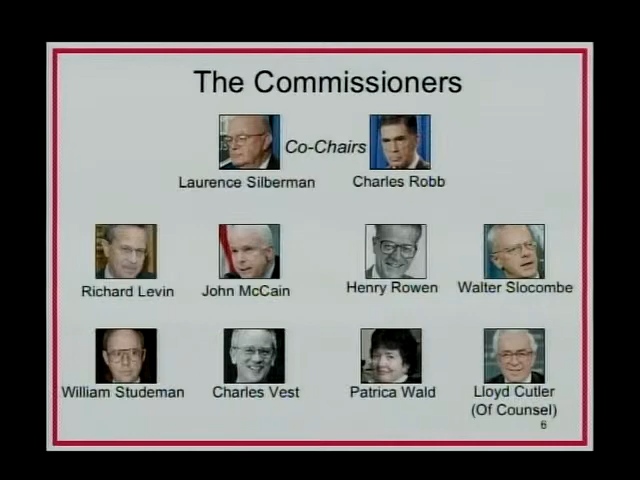 The Commissioners
Co-Chairs
Laurence Silberman
Charles Robb
Richard Levin
John McCain
Henry Rowen
Walter Slocombe
William Studeman
Charles Vest
Patrica Wald
Lloyd Cutler
(Of Counsel)
6